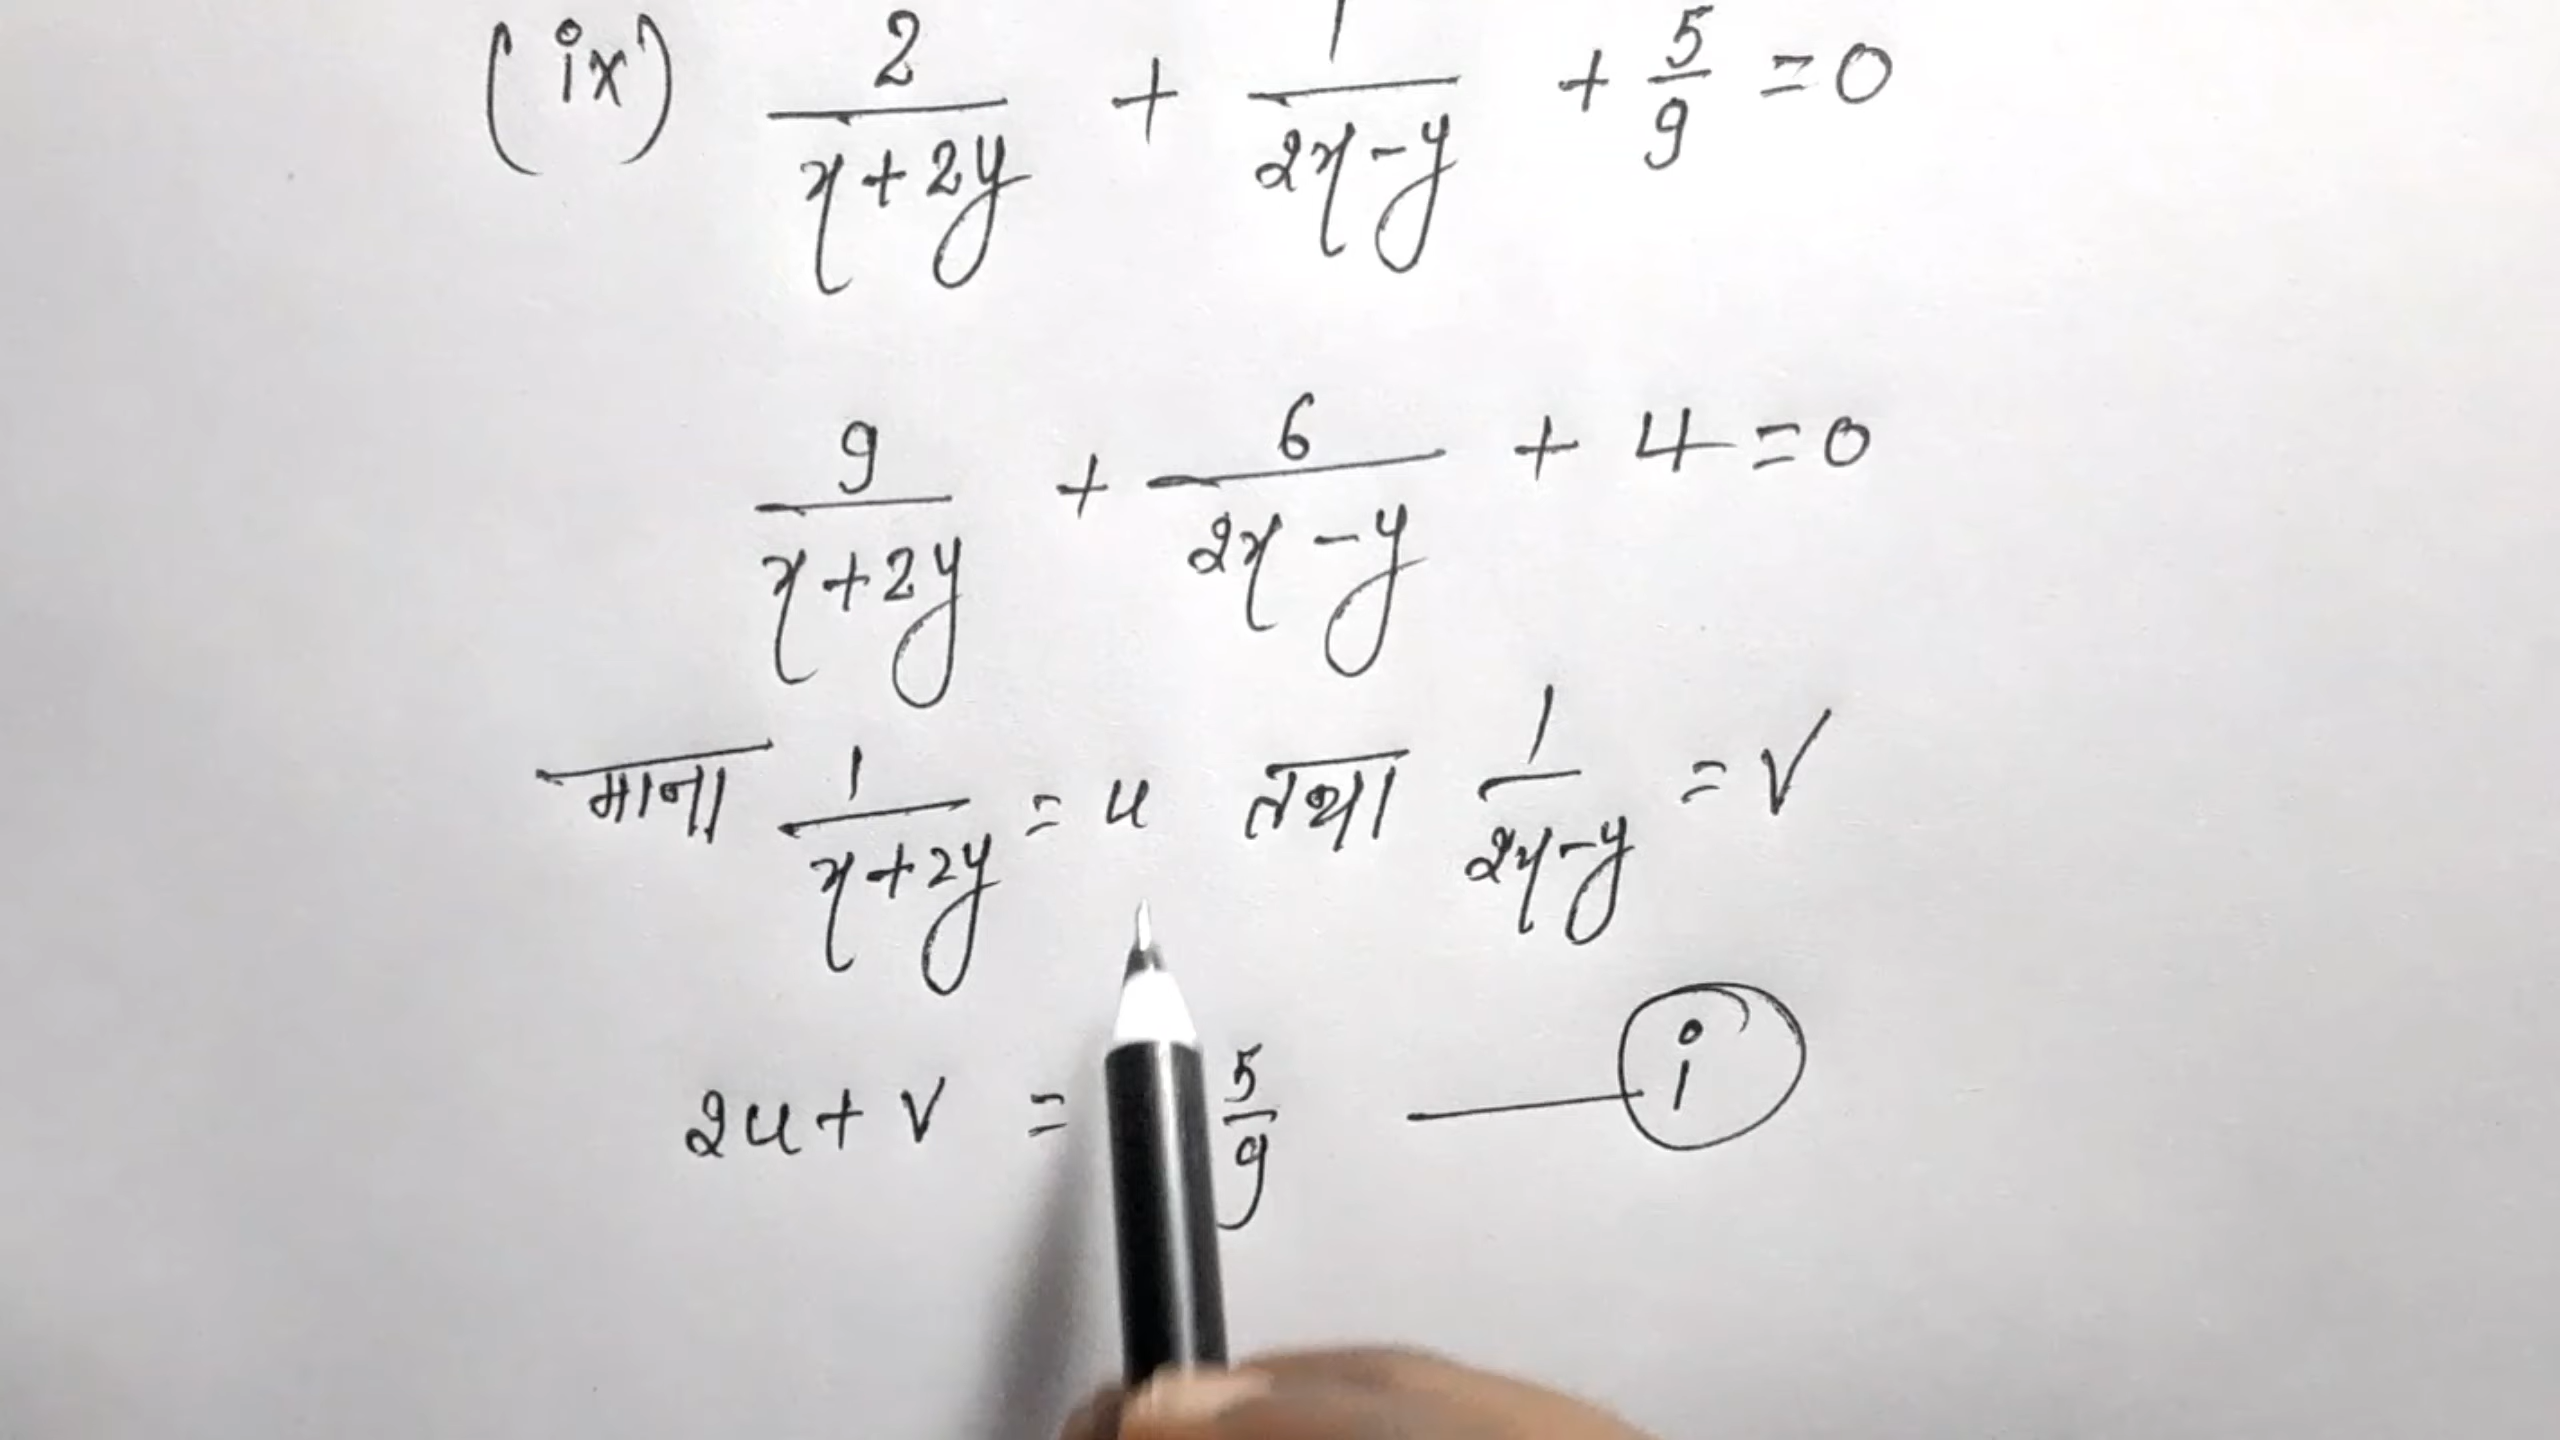 (ix) 2/(x+2y) + 1/(2x-y) + 5/9 = 0
9/(x+2y) + 6/(2x-y) + 4 = 0
माना 1/(x+2y) = u तथा 1/(2x-y) = v
2u + v = 5/9 — i